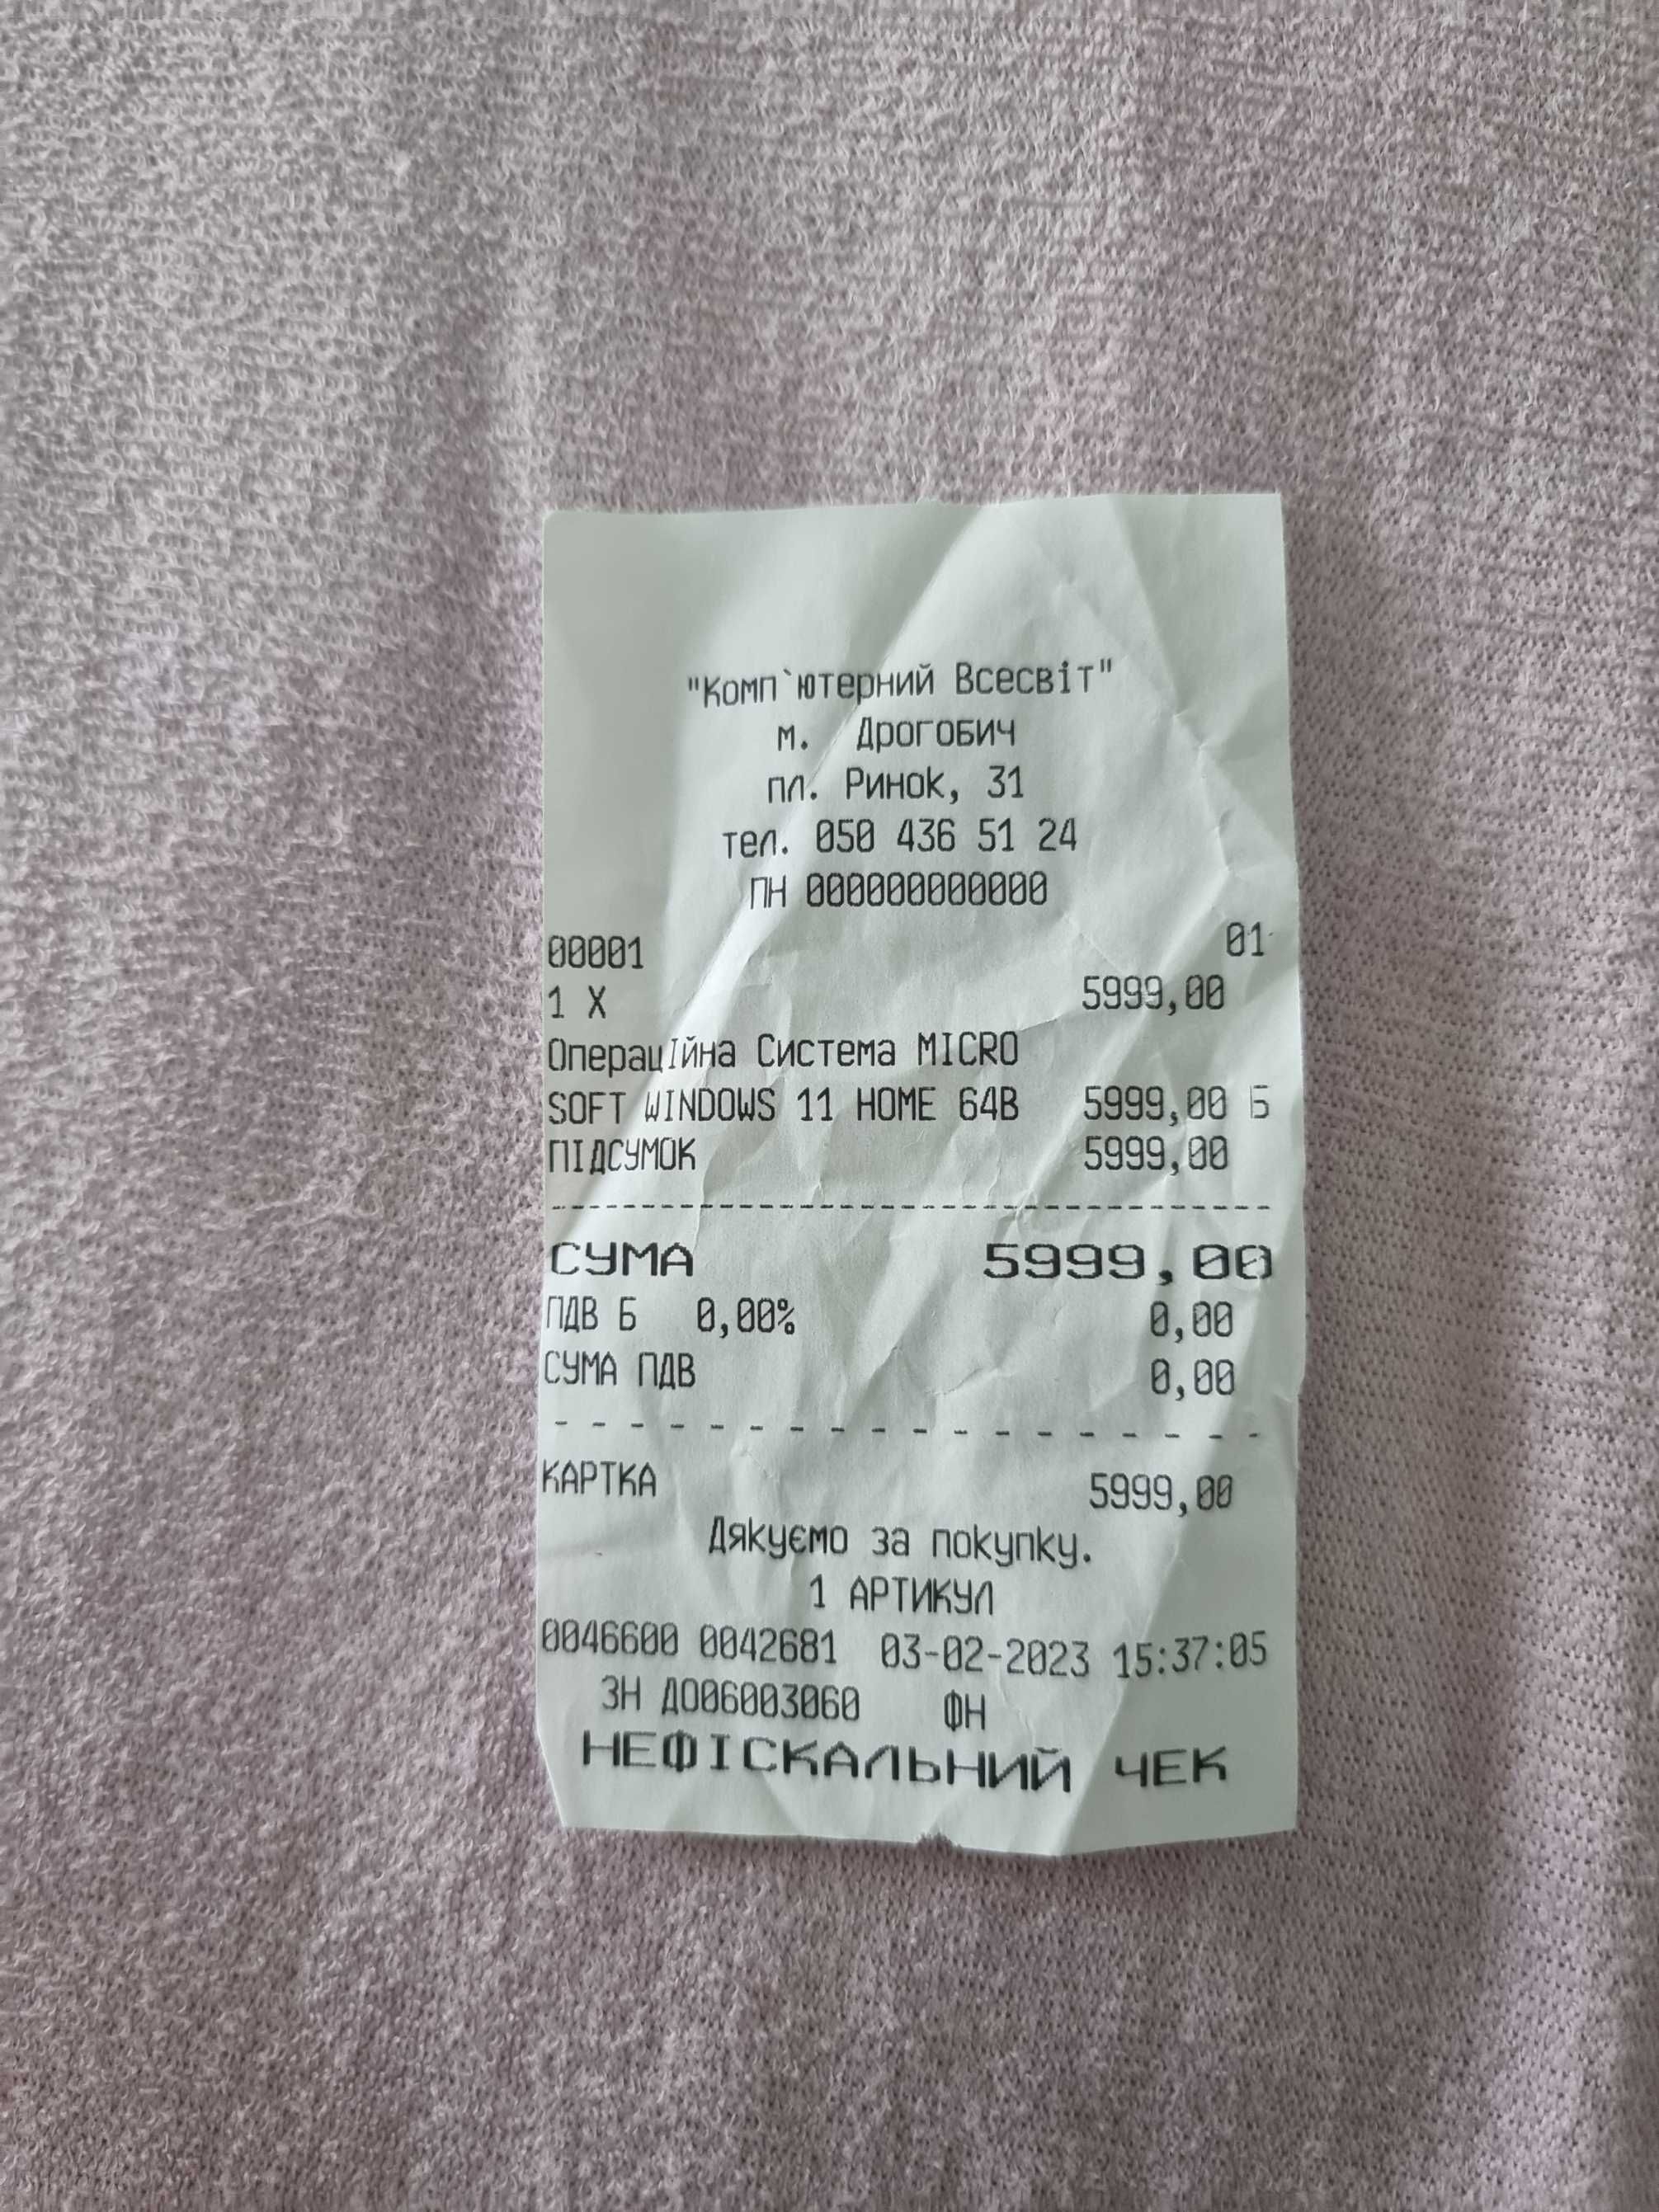 "Комп`ютерний Всесвіт"
м. Дрогобич
пл. Ринок, 31
тел. 050 436 51 24
ПН 000000000000
00001 01
1 X 5999,00
ОперацІйна Система MICRO
SOFT WINDOWS 11 HOME 64B 5999,00 Б
ПІДСУМОК 5999,00
СУМА 5999,00
ПДВ Б 0,00% 0,00
СУМА ПДВ 0,00
КАРТКА 5999,00
Дякуємо за покупку.
1 АРТИКУЛ
0046600 0042681 03-02-2023 15:37:05
ЗН ДО06003060 ФН
НЕФІСКАЛЬНИЙ ЧЕК